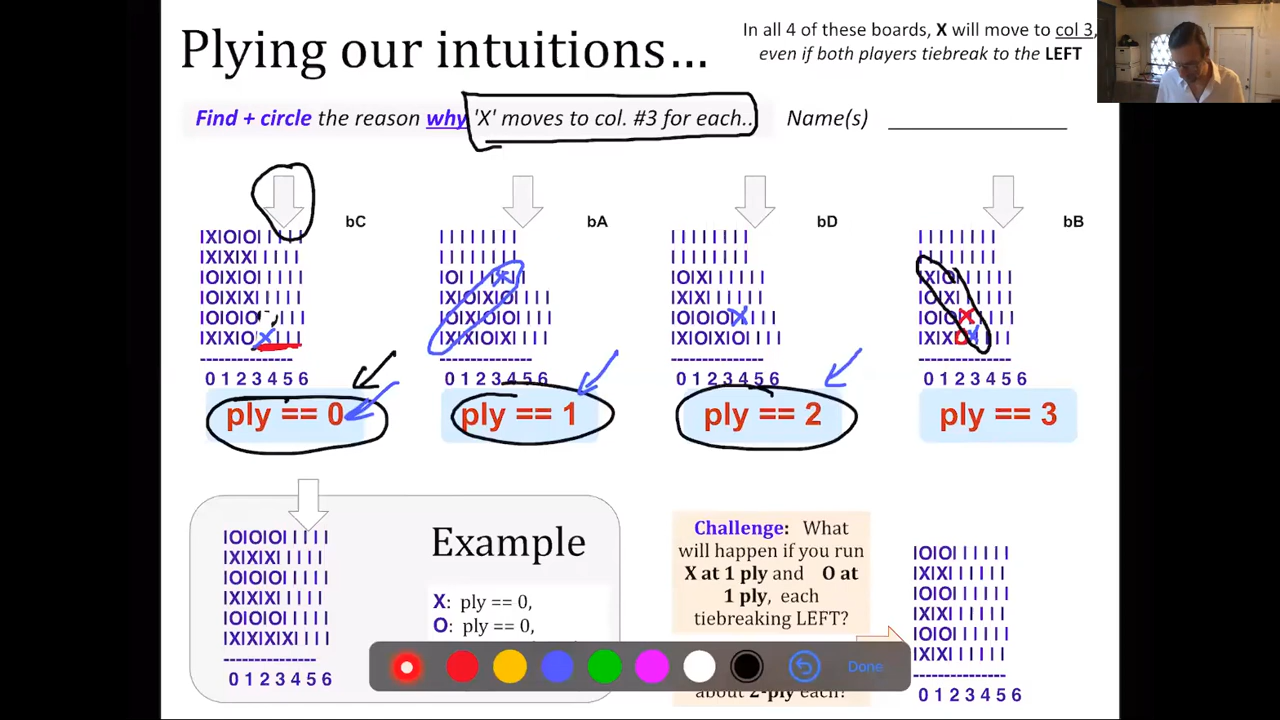 Plying our intuitions...
In all 4 of these boards, X will move to col 3,
even if both players tiebreak to the LEFT
Find + circle the reason why 'X' moves to col. #3 for each..
Name(s)
bC
bA
bD
bB
0 1 2 3 4 5 6
0 1 2 3 4 5 6
0 1 2 3 4 5 6
0 1 2 3 4 5 6
ply == 0
ply == 1
ply == 2
ply == 3
|O|O|O| | | | |
|X|X|X| | | | |
|O|O|O| | | | |
|X|X|X| | | | |
|O|O|O| | | | |
|X|X|X|X| | | |
---------------
0 1 2 3 4 5 6
Example
X: ply == 0,
O: ply == 0,
Challenge: What
will happen if you run
X at 1 ply and O at
1 ply, each
tiebreaking LEFT?
about 2-ply each?
|O|O| | | | | |
|X|X| | | | | |
|O|O| | | | | |
|X|X| | | | | |
|O|O| | | | | |
|X|X| | | | | |
---------------
0 1 2 3 4 5 6
Done